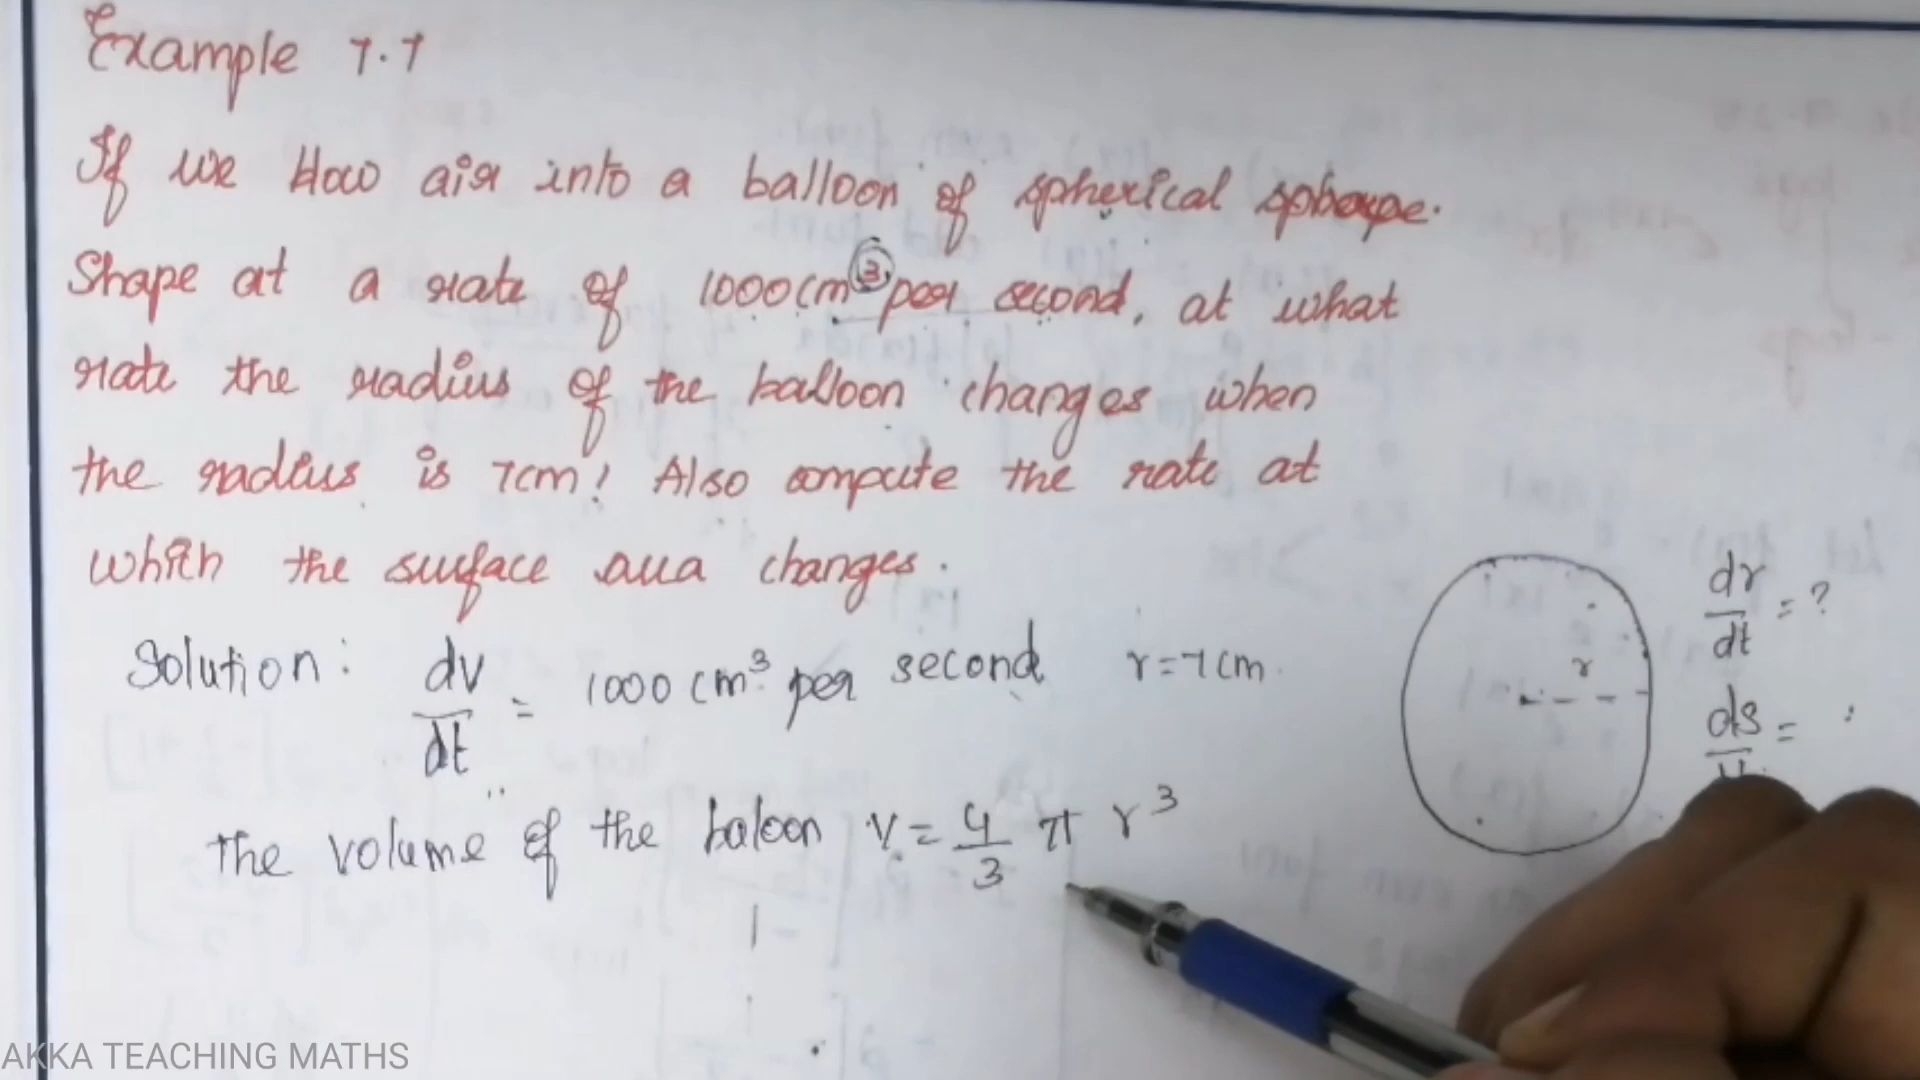 Example 7.7
If we blow air into a balloon of spherical sphape.
Shape at a rate of 1000cm³ per second, at what
rate the radius of the balloon changes when
the radius is 7cm? Also compute the rate at
which the surface area changes.
Solution: dv/dt = 1000 cm³ per second r=7cm
dr/dt = ?
r
ds/dt =
The volume of the baloon V = 4/3 π r³
AKKA TEACHING MATHS